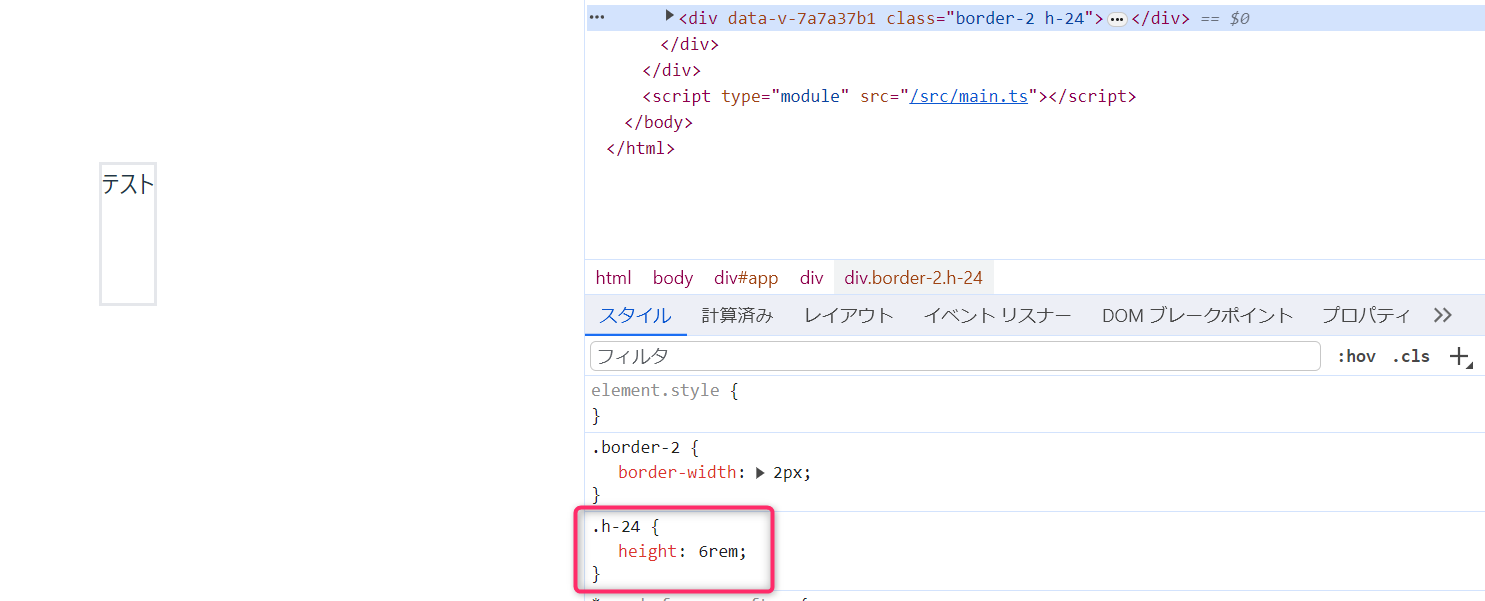 <div data-v-7a7a37b1 class="border-2 h-24">…</div> == $0
</div>
</div>
<script type="module" src="/src/main.ts"></script>
</body>
</html>
テスト
html body div#app div div.border-2.h-24
スタイル 計算済み レイアウト イベント リスナー DOM ブレークポイント プロパティ
フィルタ :hov .cls
element.style {
}
.border-2 {
border-width: 2px;
}
.h-24 {
height: 6rem;
}